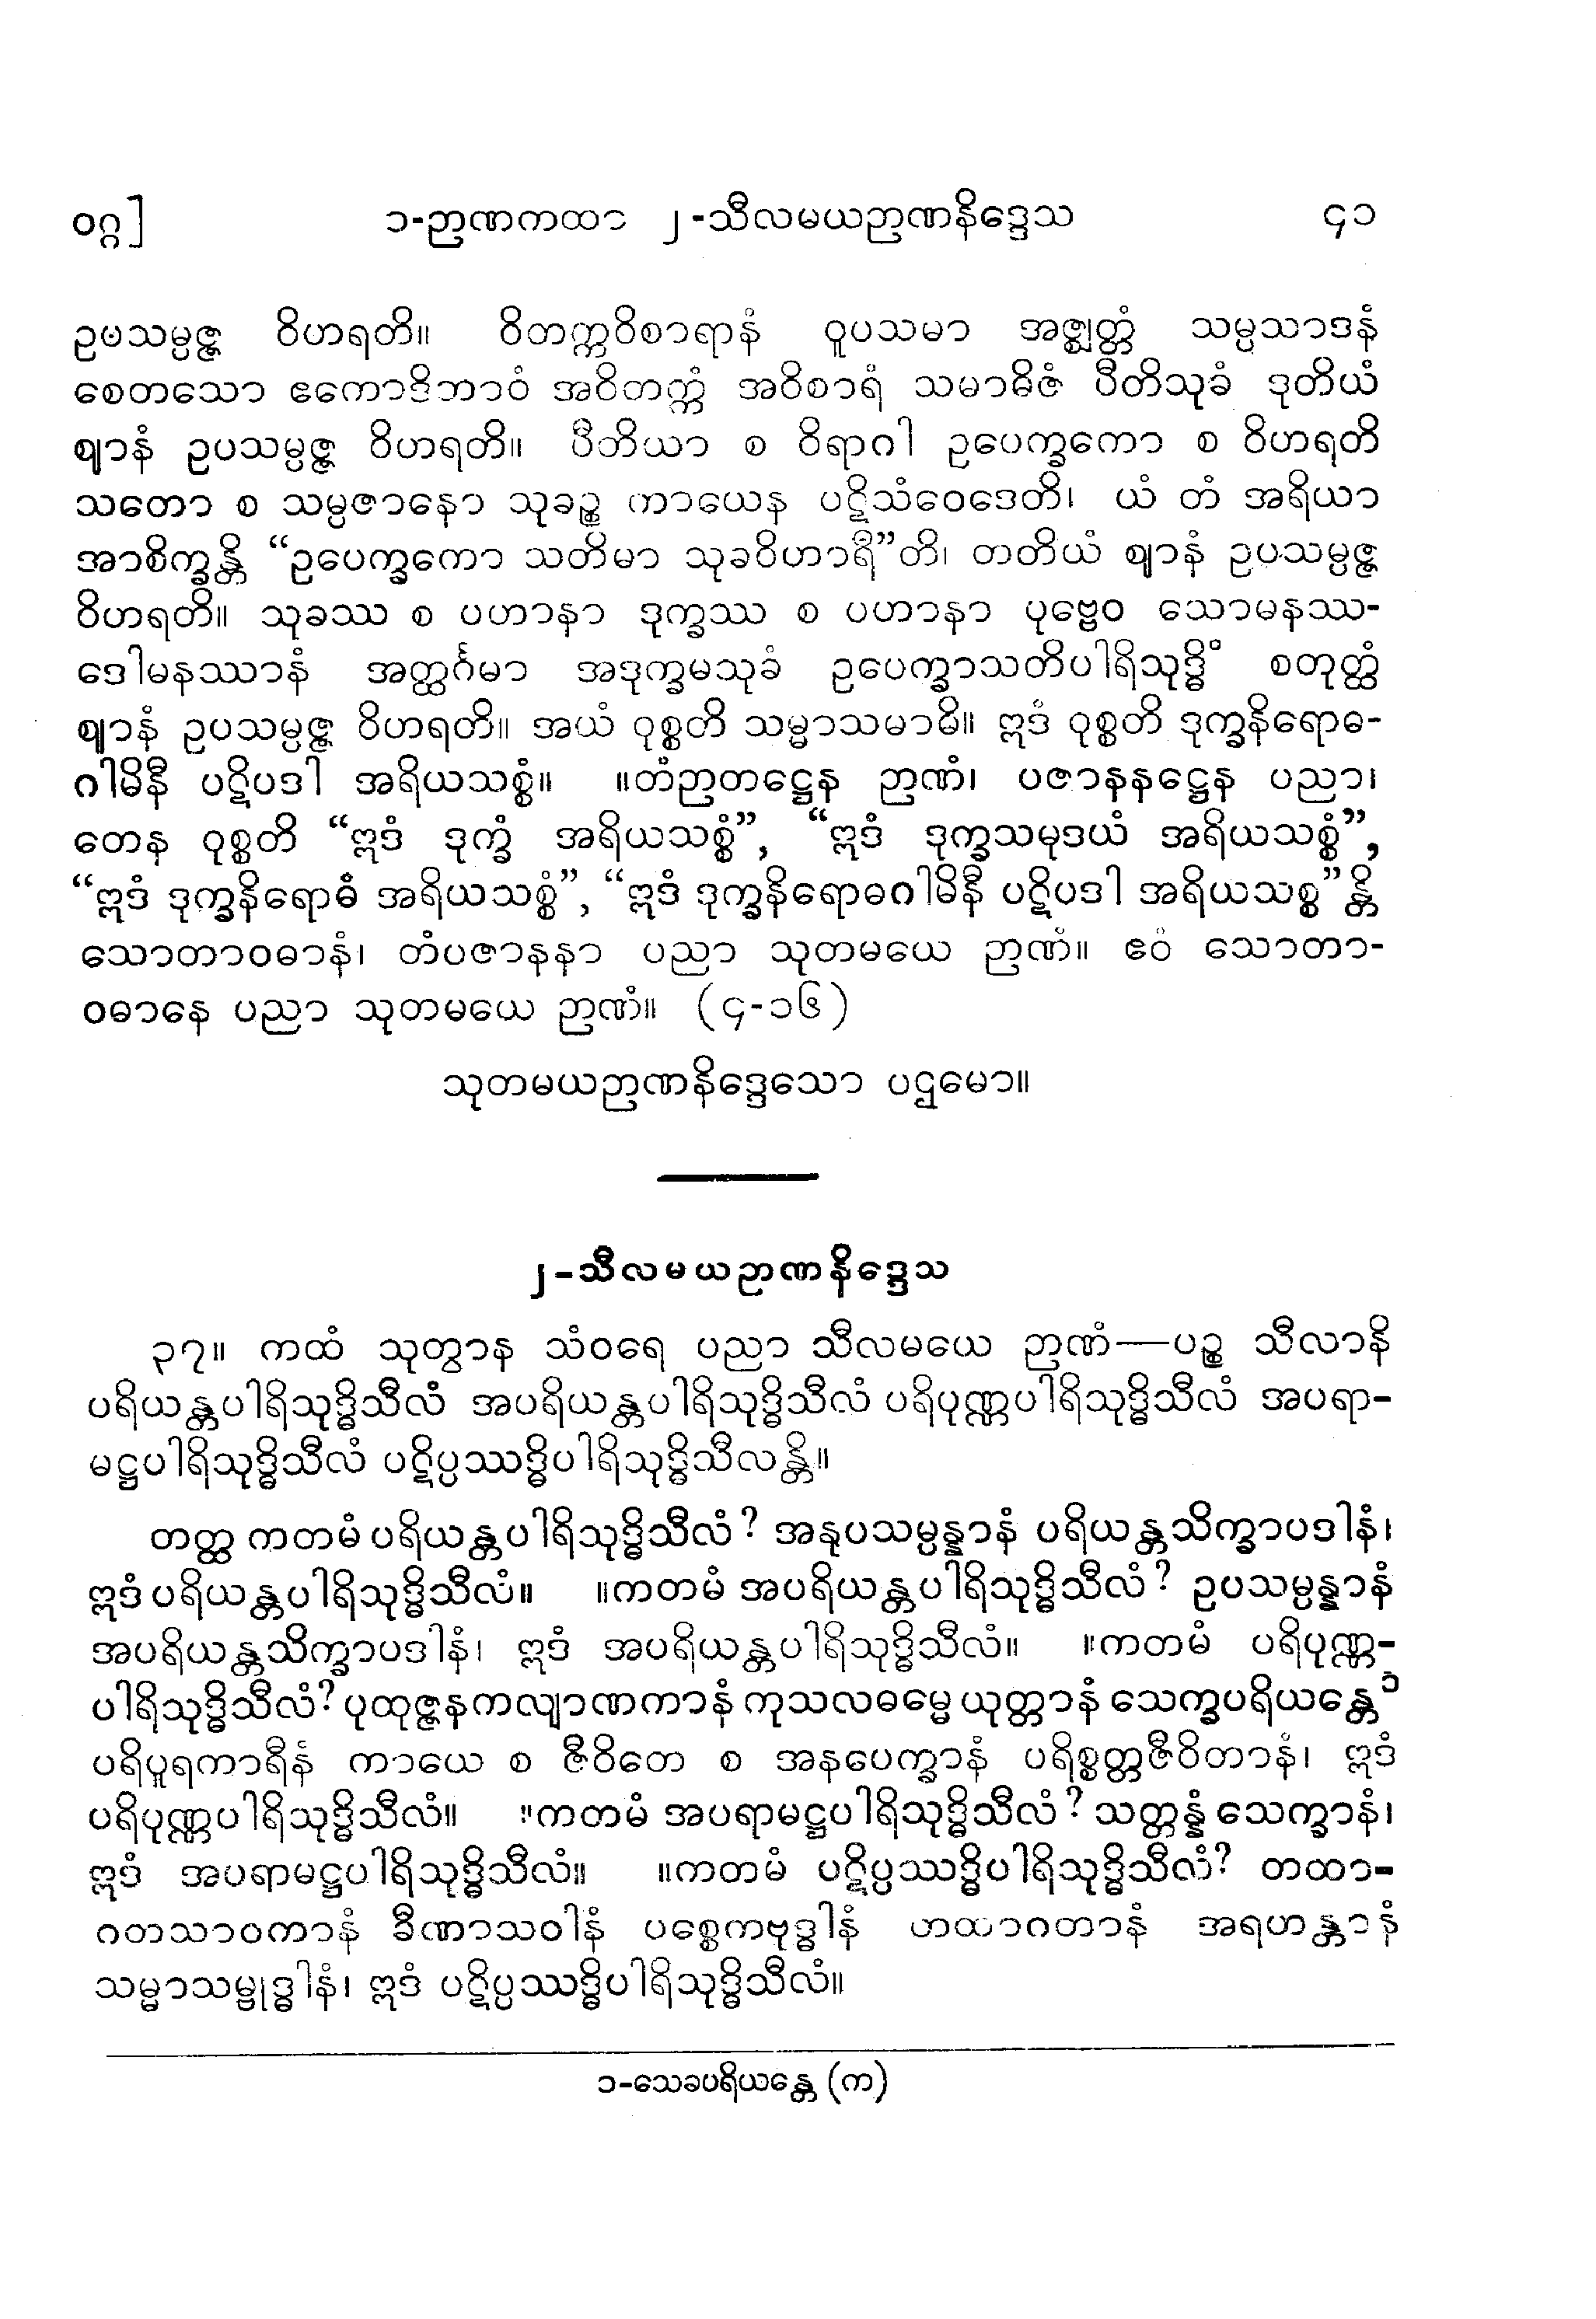 ဝဂ္ဂ] ၁-ဉာဏကထာ ၂-သီလမယဉာဏနိဒ္ဒေသ ၄၁
ဥပသမ္ပဇ္ဇ ဝိဟရတိ။ ဝိတက္ကဝိစာရာနံ ဝူပသမာ အဇ္ဈတ္တံ သမ္ပသာဒနံ
စေတသော ဧကောဒိဘာဝံ အဝိတက္ကံ အဝိစာရံ သမာဓိဇံ ပီတိသုခံ ဒုတိယံ
ဈာနံ ဥပသမ္ပဇ္ဇ ဝိဟရတိ။ ပီတိယာ စ ဝိရာဂါ ဥပေက္ခကော စ ဝိဟရတိ
သတော စ သမ္ပဇာနော သုခဉ္စ ကာယေန ပဋိသံဝေဒေတိ၊ ယံ တံ အရိယာ
အာစိက္ခန္တိ “ဥပေက္ခကော သတိမာ သုခဝိဟာရီ”တိ၊ တတိယံ ဈာနံ ဥပသမ္ပဇ္ဇ
ဝိဟရတိ။ သုခဿ စ ပဟာနာ ဒုက္ခဿ စ ပဟာနာ ပုဗ္ဗေဝ သောမနဿ-
ဒေါမနဿာနံ အတ္ထင်္ဂမာ အဒုက္ခမသုခံ ဥပေက္ခာသတိပါရိသုဒ္ဓိံ စတုတ္ထံ
ဈာနံ ဥပသမ္ပဇ္ဇ ဝိဟရတိ။ အယံ ဝုစ္စတိ သမ္မာသမာဓိ။ ဣဒံ ဝုစ္စတိ ဒုက္ခနိရောဓ-
ဂါမိနီ ပဋိပဒါ အရိယသစ္စံ။ ။တံဉာတဋ္ဌေန ဉာဏံ၊ ပဇာနနဋ္ဌေန ပညာ၊
တေန ဝုစ္စတိ “ဣဒံ ဒုက္ခံ အရိယသစ္စံ”, “ဣဒံ ဒုက္ခသမုဒယံ အရိယသစ္စံ”,
“ဣဒံ ဒုက္ခနိရောဓံ အရိယသစ္စံ”, “ဣဒံ ဒုက္ခနိရောဓဂါမိနီ ပဋိပဒါ အရိယသစ္စ”န္တိ
သောတာဝဓာနံ၊ တံပဇာနနာ ပညာ သုတမယေ ဉာဏံ။ ဧဝံ သောတာ-
ဝဓာနေ ပညာ သုတမယေ ဉာဏံ။ (၄-၁၆)
သုတမယဉာဏနိဒ္ဒေသော ပဌမော။
၂-သီလမယဉာဏနိဒ္ဒေသ
၃၇။ ကထံ သုတွာန သံဝရေ ပညာ သီလမယေ ဉာဏံ—ပဉ္စ သီလာနိ
ပရိယန္တပါရိသုဒ္ဓိသီလံ အပရိယန္တပါရိသုဒ္ဓိသီလံ ပရိပုဏ္ဏပါရိသုဒ္ဓိသီလံ အပရာ-
မဋ္ဌပါရိသုဒ္ဓိသီလံ ပဋိပ္ပဿဒ္ဓိပါရိသုဒ္ဓိသီလန္တိ။
တတ္ထ ကတမံ ပရိယန္တပါရိသုဒ္ဓိသီလံ? အနုပသမ္ပန္နာနံ ပရိယန္တသိက္ခာပဒါနံ၊
ဣဒံ ပရိယန္တပါရိသုဒ္ဓိသီလံ။ ။ကတမံ အပရိယန္တပါရိသုဒ္ဓိသီလံ? ဥပသမ္ပန္နာနံ
အပရိယန္တသိက္ခာပဒါနံ၊ ဣဒံ အပရိယန္တပါရိသုဒ္ဓိသီလံ။ ။ကတမံ ပရိပုဏ္ဏ-
ပါရိသုဒ္ဓိသီလံ? ပုထုဇ္ဇနကလျာဏကာနံ ကုသလဓမ္မေ ယုတ္တာနံ သေက္ခပရိယန္တေ ၁
ပရိပူရကာရီနံ ကာယေ စ ဇီဝိတေ စ အနပေက္ခာနံ ပရိစ္စတ္တဇီဝိတာနံ၊ ဣဒံ
ပရိပုဏ္ဏပါရိသုဒ္ဓိသီလံ။ ။ကတမံ အပရာမဋ္ဌပါရိသုဒ္ဓိသီလံ? သတ္တန္နံ သေက္ခာနံ၊
ဣဒံ အပရာမဋ္ဌပါရိသုဒ္ဓိသီလံ။ ။ကတမံ ပဋိပ္ပဿဒ္ဓိပါရိသုဒ္ဓိသီလံ? တထာ-
ဂတသာဝကာနံ ခီဏာသဝါနံ ပစ္စေကဗုဒ္ဓါနံ တထာဂတာနံ အရဟန္တာနံ
သမ္မာသမ္ဗုဒ္ဓါနံ၊ ဣဒံ ပဋိပ္ပဿဒ္ဓိပါရိသုဒ္ဓိသီလံ။
၁-သေခပရိယန္တေ (က)